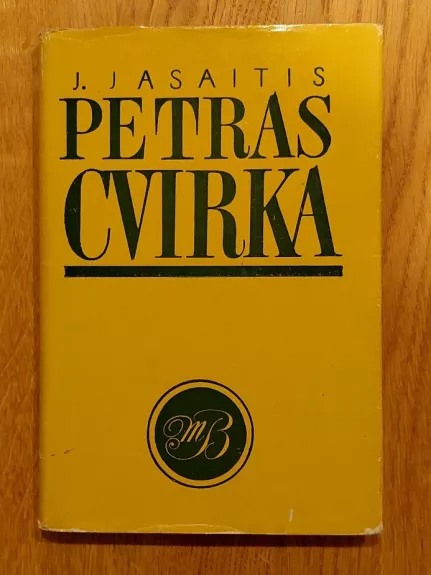 J. JASAITIS
PETRAS
CVIRKA
MB